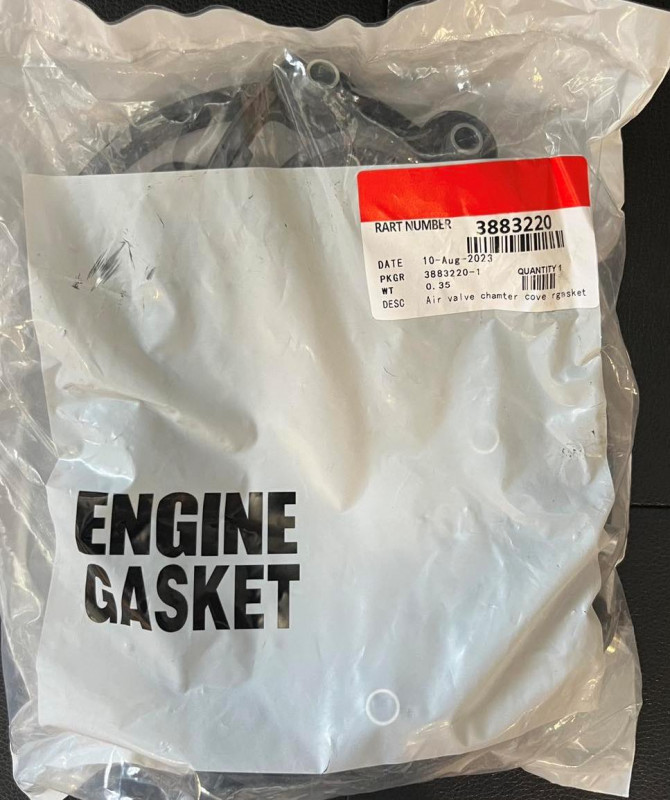 RART NUMBER 3883220
DATE 10-Aug-2023
PKGR 3883220-1 QUANTITY 1
WT 0.35
DESC Air valve chamter cove rgasket
ENGINE
GASKET